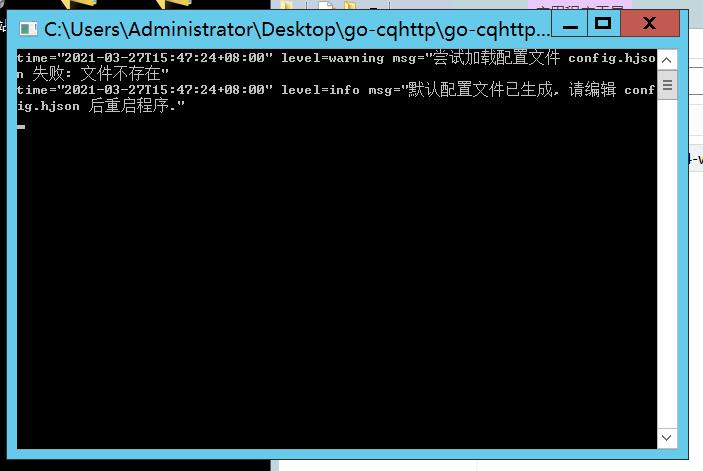 C:\Users\Administrator\Desktop\go-cqhttp\go-cqhttp...
time="2021-03-27T15:47:24+08:00" level=warning msg="尝试加载配置文件 config.hjso
n 失败: 文件不存在"
time="2021-03-27T15:47:24+08:00" level=info msg="默认配置文件已生成, 请编辑 conf
ig.hjson 后重启程序."